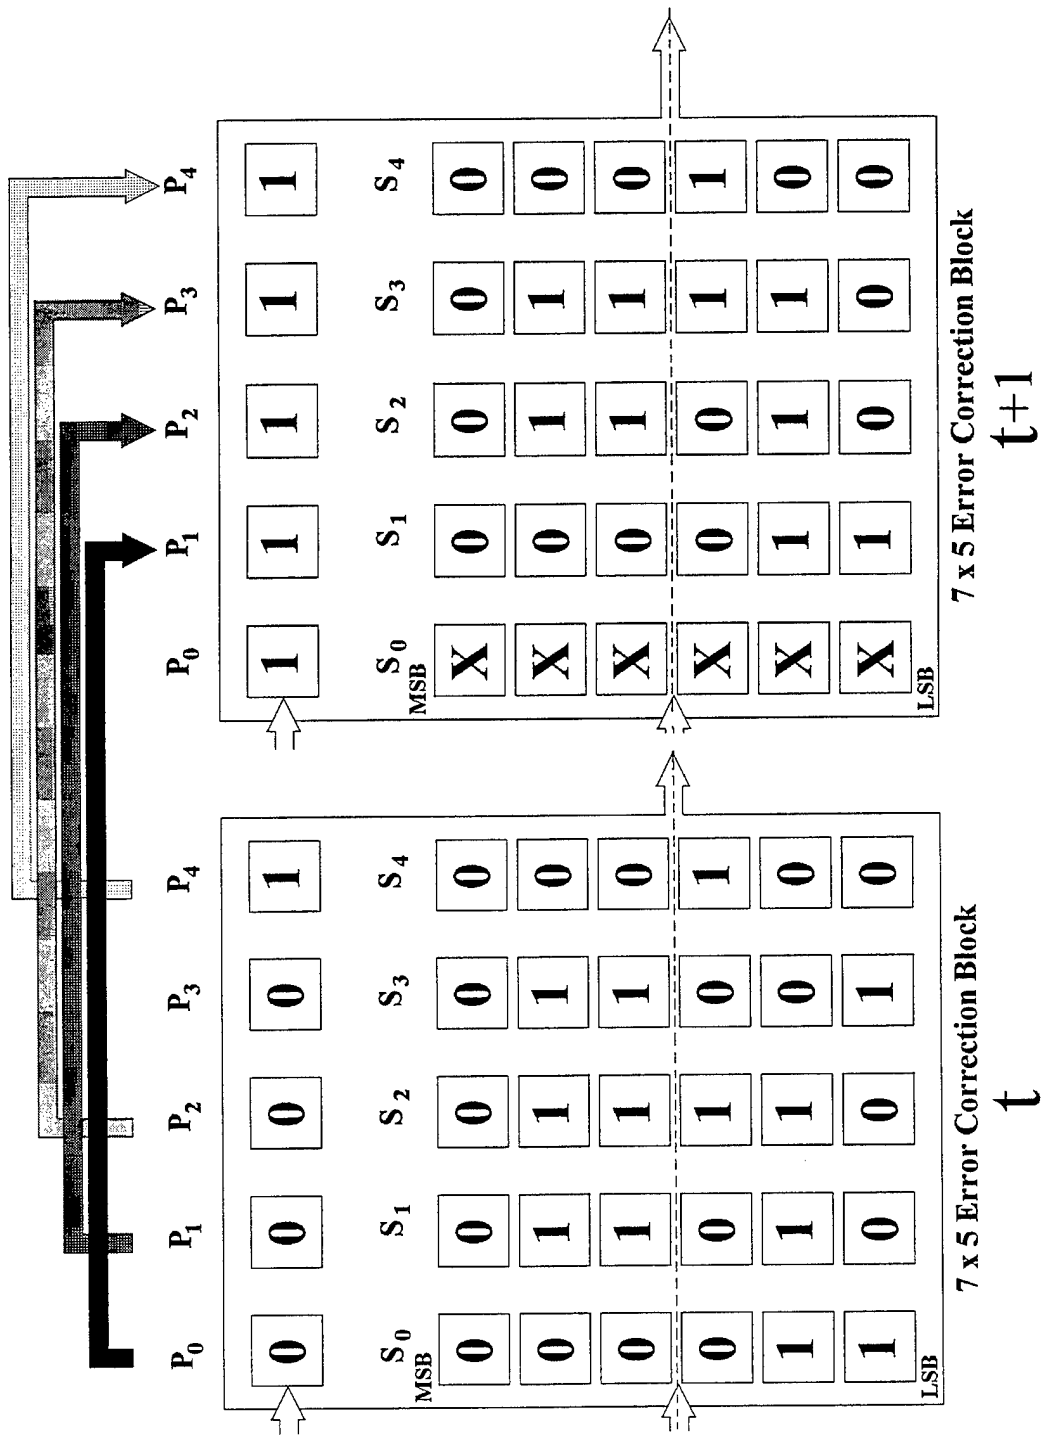 P0 P1 P2 P3 P4 P0 P1 P2 P3 P4
0 0 0 0 1 1 1 1 1 1
S0 S1 S2 S3 S4 S0 S1 S2 S3 S4
MSB MSB
0 0 0 0 0 X 0 0 0 0
0 1 1 1 0 X 0 1 1 0
0 1 1 1 0 X 0 1 1 0
0 0 1 0 1 X 0 0 1 1
1 1 1 0 0 X 1 1 1 0
1 0 0 1 0 X 1 0 0 0
LSB LSB
7 x 5 Error Correction Block 7 x 5 Error Correction Block
t t+1